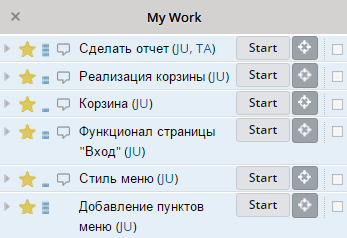 My Work
Сделать отчет (JU, TA) Start
Реализация корзины (JU) Start
Корзина (JU) Start
Функционал страницы Start
"Вход" (JU)
Стиль меню (JU) Start
Добавление пунктов Start
меню (JU)